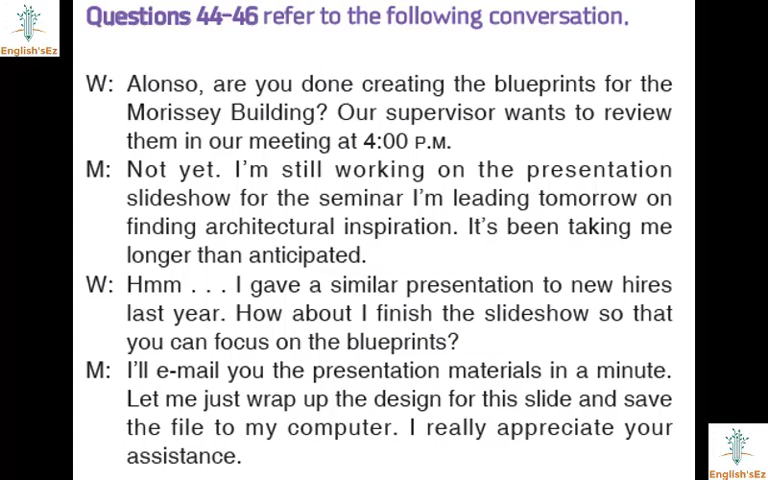 Questions 44–46 refer to the following conversation.
English'sEz
W: Alonso, are you done creating the blueprints for the
Morissey Building? Our supervisor wants to review
them in our meeting at 4:00 P.M.
M: Not yet. I'm still working on the presentation
slideshow for the seminar I'm leading tomorrow on
finding architectural inspiration. It's been taking me
longer than anticipated.
W: Hmm . . . I gave a similar presentation to new hires
last year. How about I finish the slideshow so that
you can focus on the blueprints?
M: I'll e-mail you the presentation materials in a minute.
Let me just wrap up the design for this slide and save
the file to my computer. I really appreciate your
assistance.
English'sEz